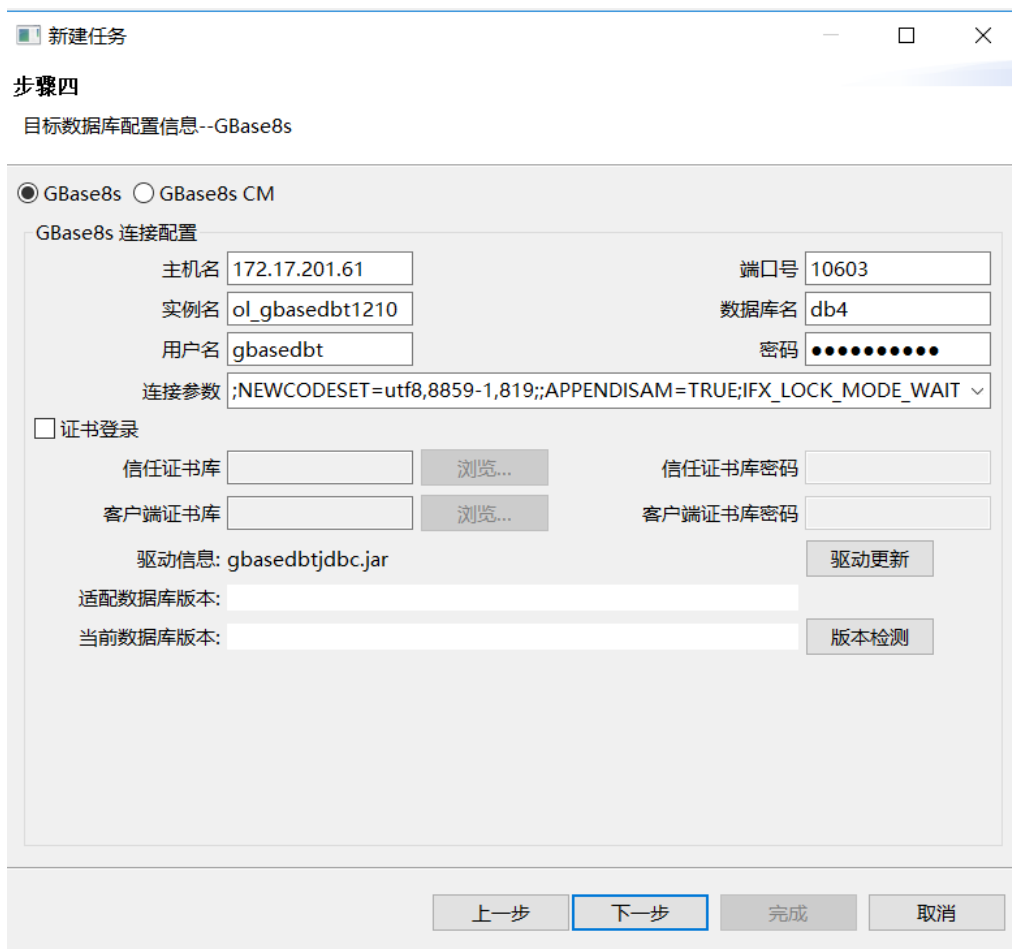 新建任务
步骤四
目标数据库配置信息--GBase8s
GBase8s GBase8s CM
GBase8s 连接配置
主机名 172.17.201.61 端口号 10603
实例名 ol_gbasedbt1210 数据库名 db4
用户名 gbasedbt 密码 ●●●●●●●●●●
连接参数 ;NEWCODESET=utf8,8859-1,819;;APPENDISAM=TRUE;IFX_LOCK_MODE_WAIT
证书登录
信任证书库 浏览... 信任证书库密码
客户端证书库 浏览... 客户端证书库密码
驱动信息: gbasedbtjdbc.jar 驱动更新
适配数据库版本:
当前数据库版本: 版本检测
上一步 下一步 完成 取消